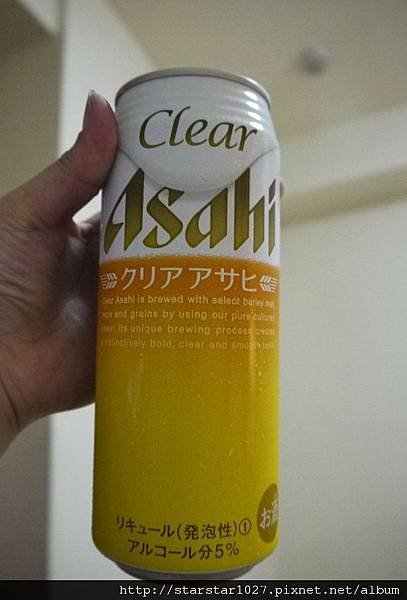 Clear
Asahi
クリア アサヒ
Clear Asahi is brewed with select barley malt,
hops and grains by using our pure cultured
yeast. Its unique brewing process creates
a distinctively bold, clear and smooth taste.
リキュール(発泡性)①
アルコール分5%
お酒
http://starstar1027.pixnet.net/album